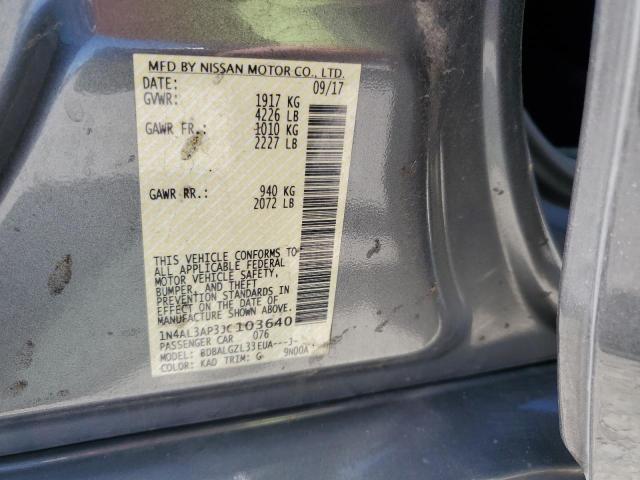 MFD BY NISSAN MOTOR CO., LTD.
DATE: 09/17
GVWR: 1917 KG
4226 LB
GAWR FR.: 1010 KG
2227 LB
GAWR RR.: 940 KG
2072 LB
THIS VEHICLE CONFORMS TO
ALL APPLICABLE FEDERAL
MOTOR VEHICLE SAFETY,
BUMPER, AND THEFT
PREVENTION STANDARDS IN
EFFECT ON THE DATE OF
MANUFACTURE SHOWN ABOVE.
1N4AL3AP3JC103640
PASSENGER CAR 076
MODEL: BDBALGZL33EUA---J-
COLOR: KAD TRIM: G 9N00A